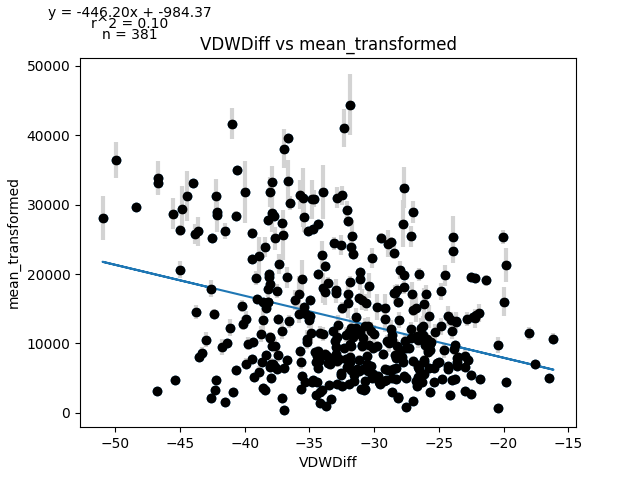 y = -446.20x + -984.37
r^2 = 0.10
n = 381
VDWDiff vs mean_transformed
50000
40000
30000
20000
10000
0
mean_transformed
−50 −45 −40 −35 −30 −25 −20 −15
VDWDiff